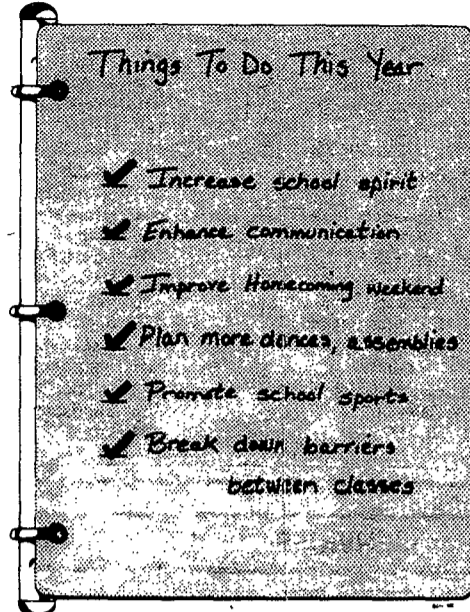 Things To Do This Year
Increase school spirit
Enhance communication
Improve Homecoming weekend
Plan more dances, assemblies
Promote school sports
Break down barriers
between classes